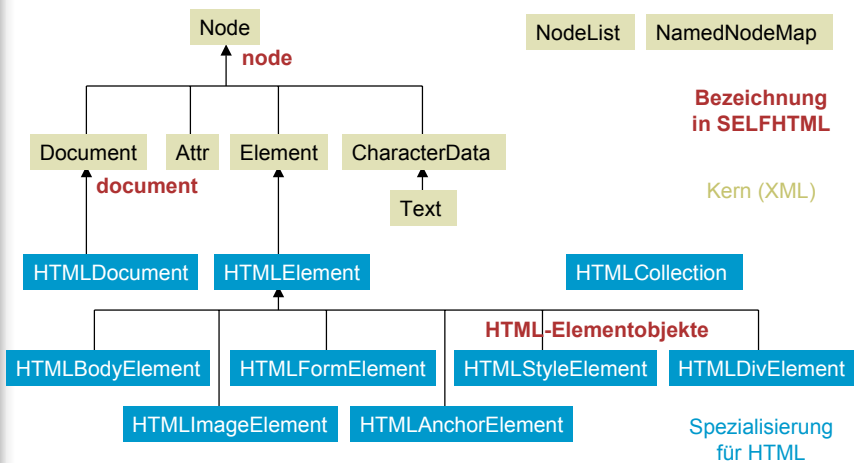 Node
NodeList
NamedNodeMap
node
Bezeichnung
in SELFHTML
Document
Attr
Element
CharacterData
document
Text
Kern (XML)
HTMLDocument
HTMLElement
HTMLCollection
HTML-Elementobjekte
HTMLBodyElement
HTMLFormElement
HTMLStyleElement
HTMLDivElement
HTMLImageElement
HTMLAnchorElement
Spezialisierung
für HTML